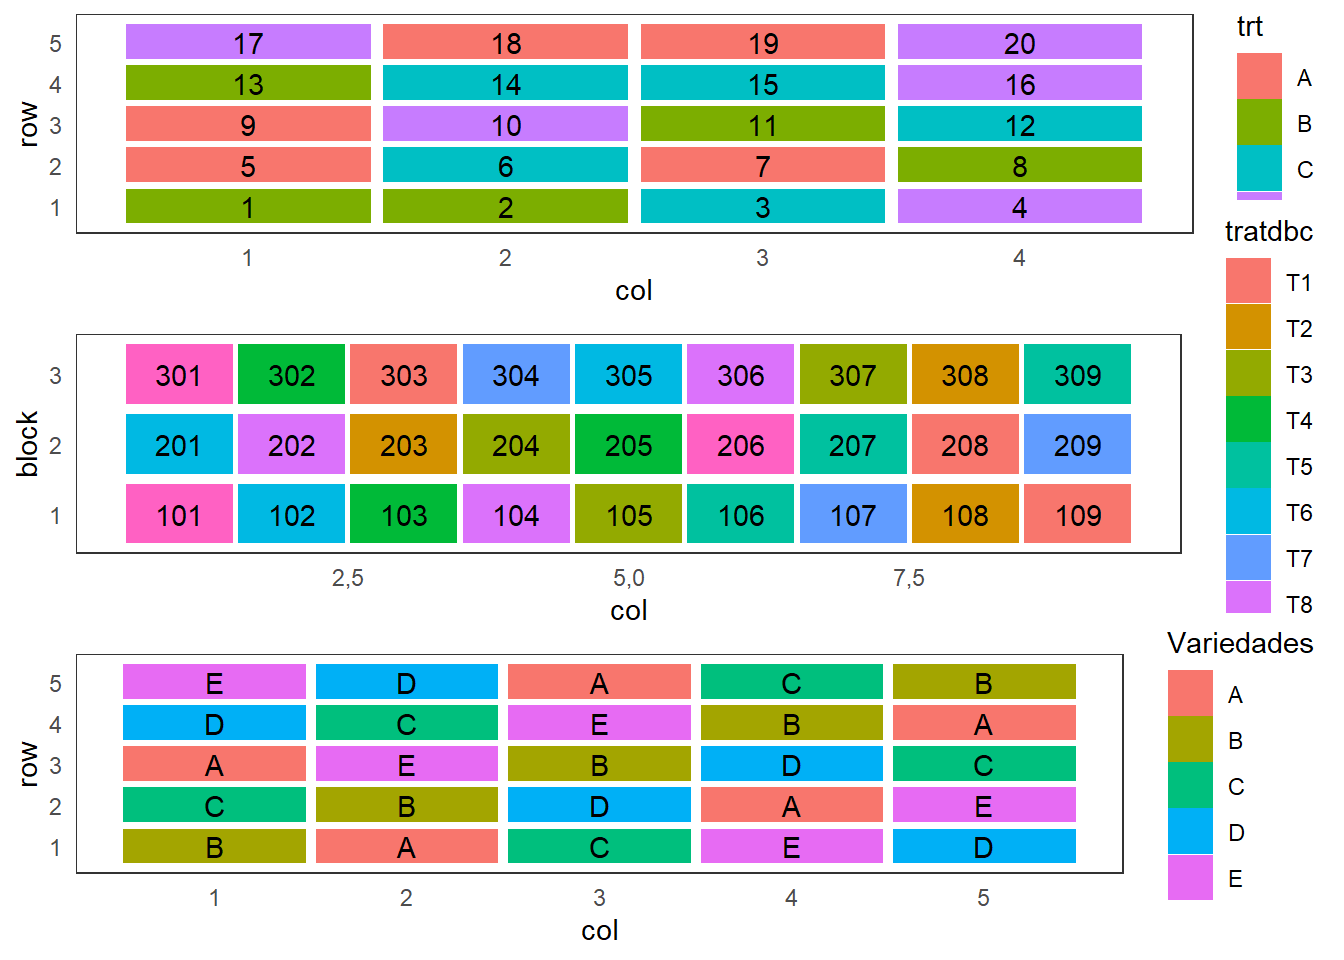 trt
5 17 18 19 20
4 13 14 15 16
A
row 3 9 10 11 12
B
2 5 6 7 8
C
1 1 2 3 4
1 2 3 4
col
tratdbc
T1
T2
3 301 302 303 304 305 306 307 308 309
T3
T4
block 2 201 202 203 204 205 206 207 208 209
T5
1 101 102 103 104 105 106 107 108 109
T6
T7
2,5 5,0 7,5
T8
col
Variedades
5 E D A C B
A
4 D C E B A
B
row 3 A E B D C
C
2 C B D A E
D
1 B A C E D
E
1 2 3 4 5
col